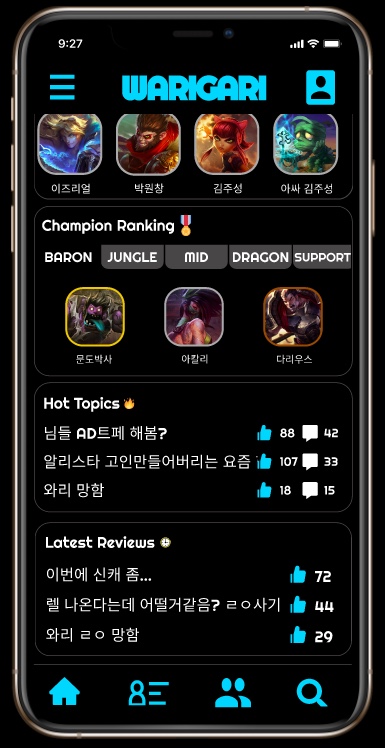 9:27
WARIGARI
이즈리얼 박원창 김주성 아싸 김주성
Champion Ranking
BARON JUNGLE MID DRAGON SUPPORT
문도박사 아칼리 다리우스
Hot Topics
님들 AD트페 해봄? 88 42
알리스타 고인만들어버리는 요즘 107 33
와리 망함 18 15
Latest Reviews
이번에 신캐 좀... 72
렐 나온다는데 어떨거같음? ㄹㅇ사기 44
와리 ㄹㅇ 망함 29